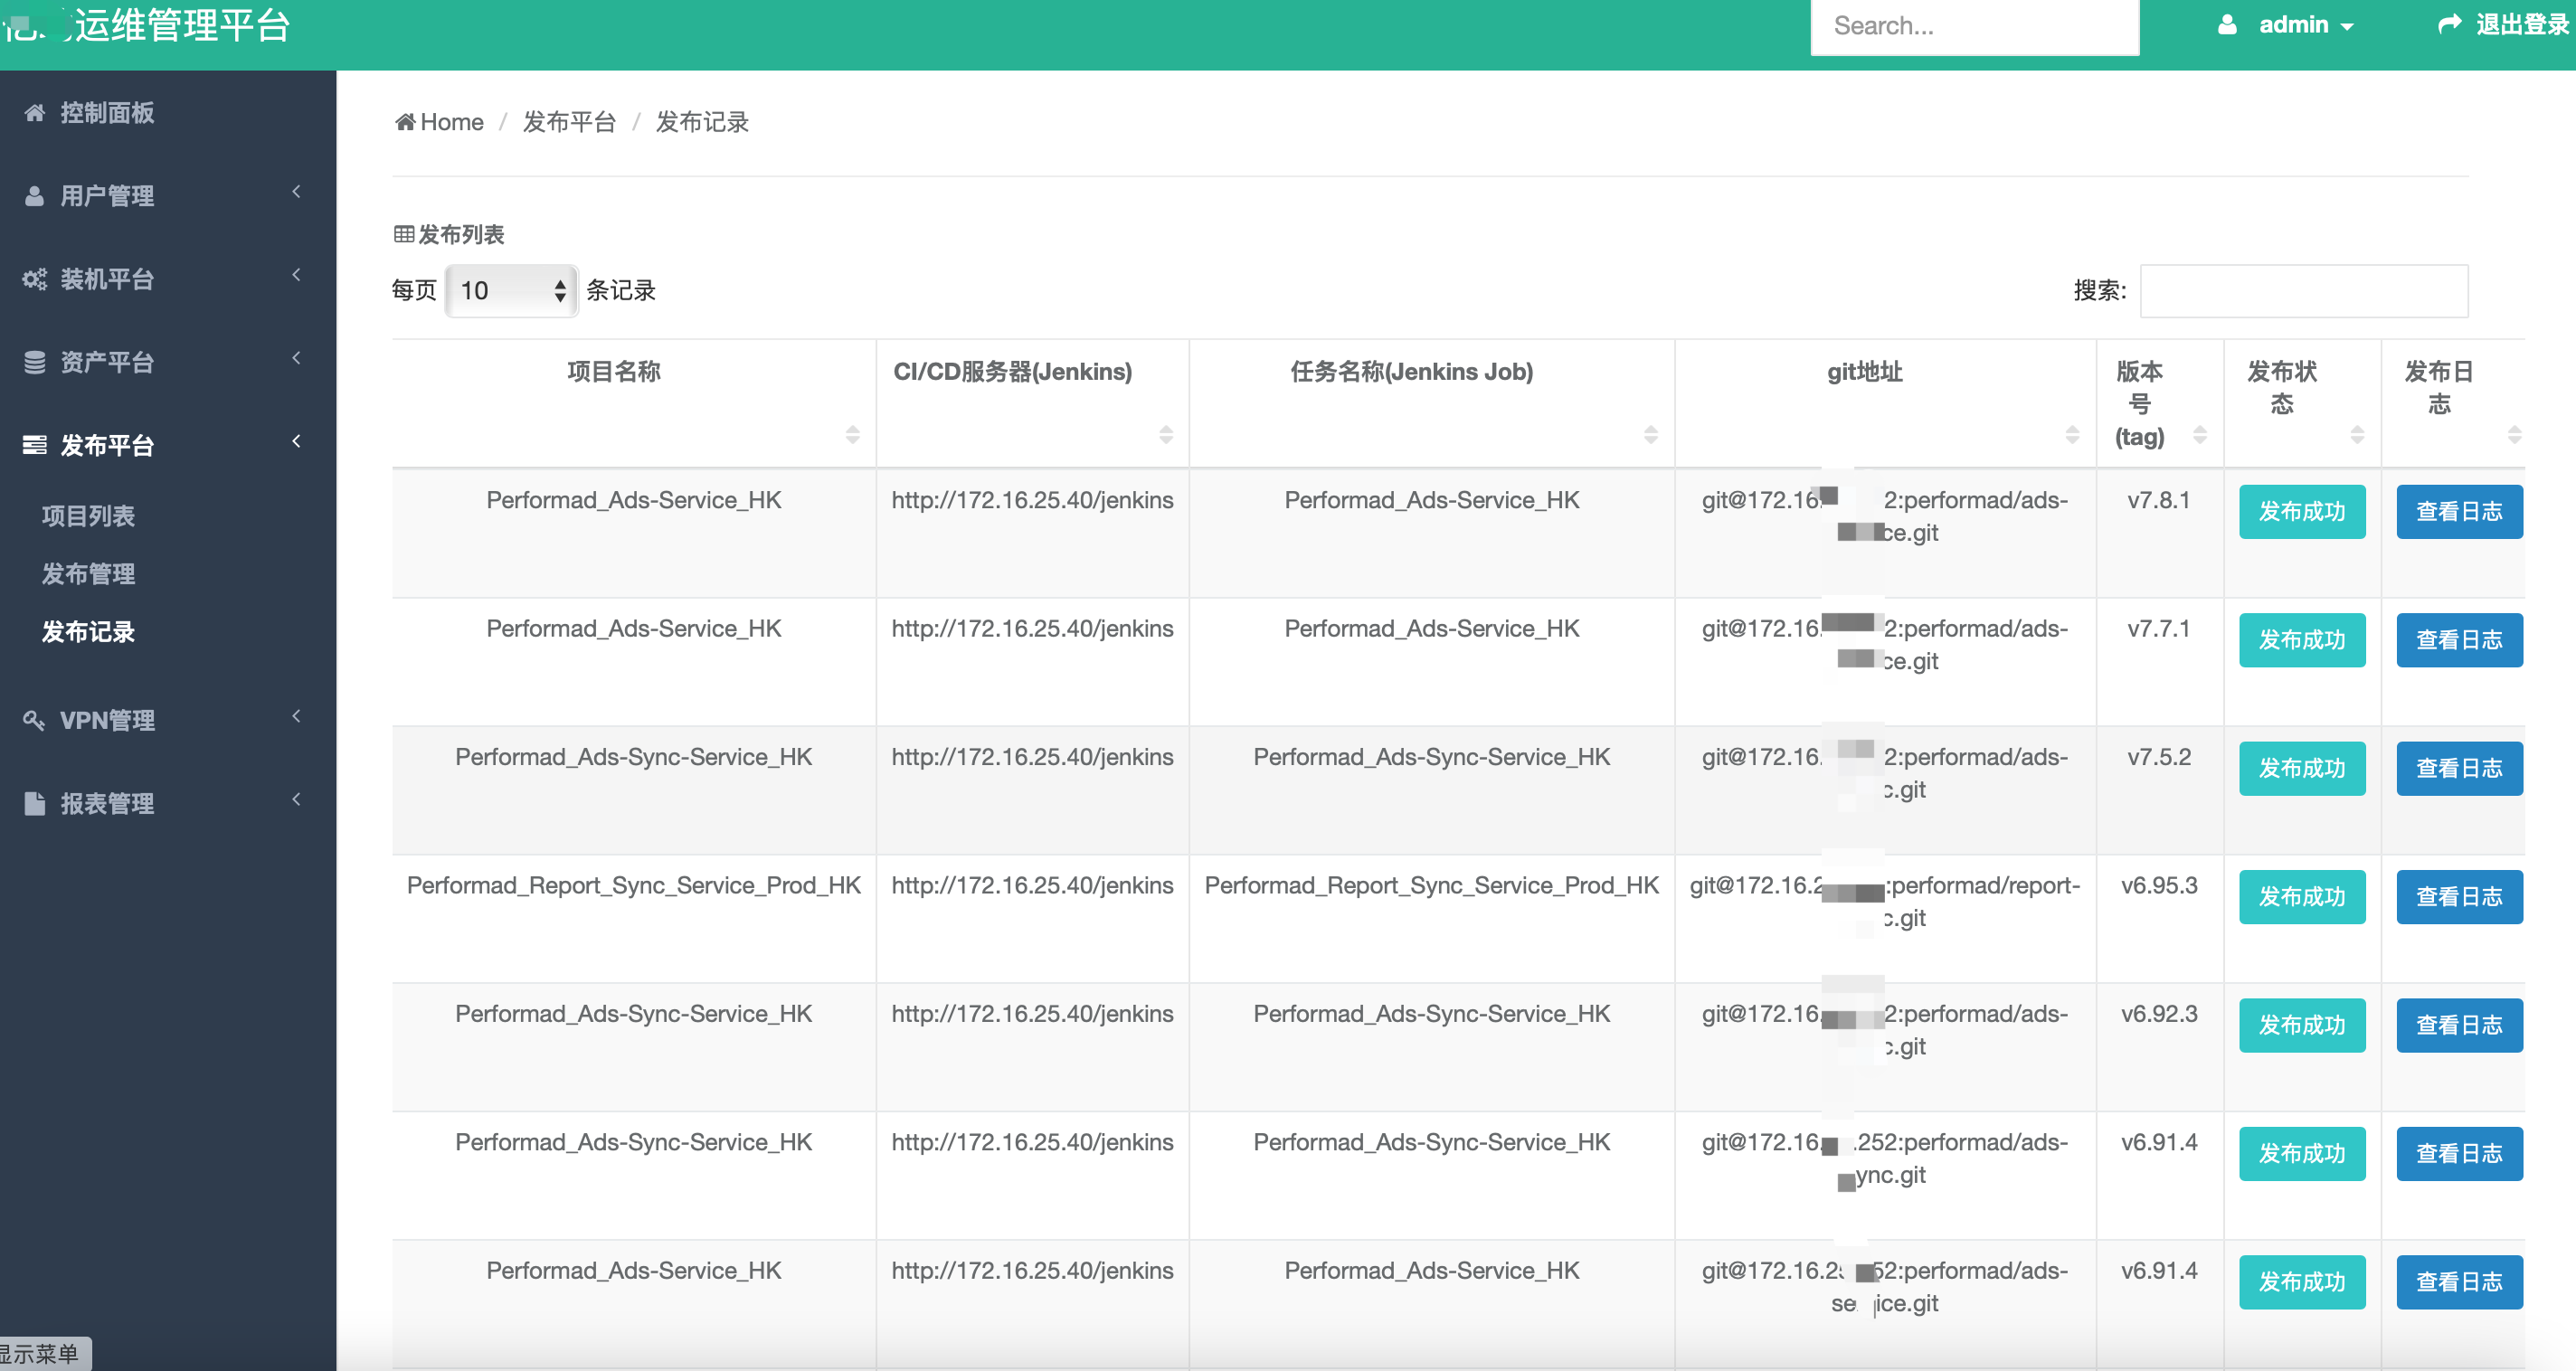 运维管理平台
Search...
admin
退出登录
控制面板
用户管理
装机平台
资产平台
发布平台
项目列表
发布管理
发布记录
VPN管理
报表管理
显示菜单
Home / 发布平台 / 发布记录
发布列表
每页 10 条记录
搜索:
项目名称
CI/CD服务器(Jenkins)
任务名称(Jenkins Job)
git地址
版本
号
(tag)
发布状
态
发布日
志
Performad_Ads-Service_HK http://172.16.25.40/jenkins Performad_Ads-Service_HK git@172.16. 2:performad/ads- v7.8.1 发布成功 查看日志
ce.git
Performad_Ads-Service_HK http://172.16.25.40/jenkins Performad_Ads-Service_HK git@172.16. 2:performad/ads- v7.7.1 发布成功 查看日志
ce.git
Performad_Ads-Sync-Service_HK http://172.16.25.40/jenkins Performad_Ads-Sync-Service_HK git@172.16. 2:performad/ads- v7.5.2 发布成功 查看日志
c.git
Performad_Report_Sync_Service_Prod_HK http://172.16.25.40/jenkins Performad_Report_Sync_Service_Prod_HK git@172.16.2 :performad/report- v6.95.3 发布成功 查看日志
c.git
Performad_Ads-Sync-Service_HK http://172.16.25.40/jenkins Performad_Ads-Sync-Service_HK git@172.16. 2:performad/ads- v6.92.3 发布成功 查看日志
c.git
Performad_Ads-Sync-Service_HK http://172.16.25.40/jenkins Performad_Ads-Sync-Service_HK git@172.16. .252:performad/ads- v6.91.4 发布成功 查看日志
ync.git
Performad_Ads-Service_HK http://172.16.25.40/jenkins Performad_Ads-Service_HK git@172.16.2 52:performad/ads- v6.91.4 发布成功 查看日志
se ice.git